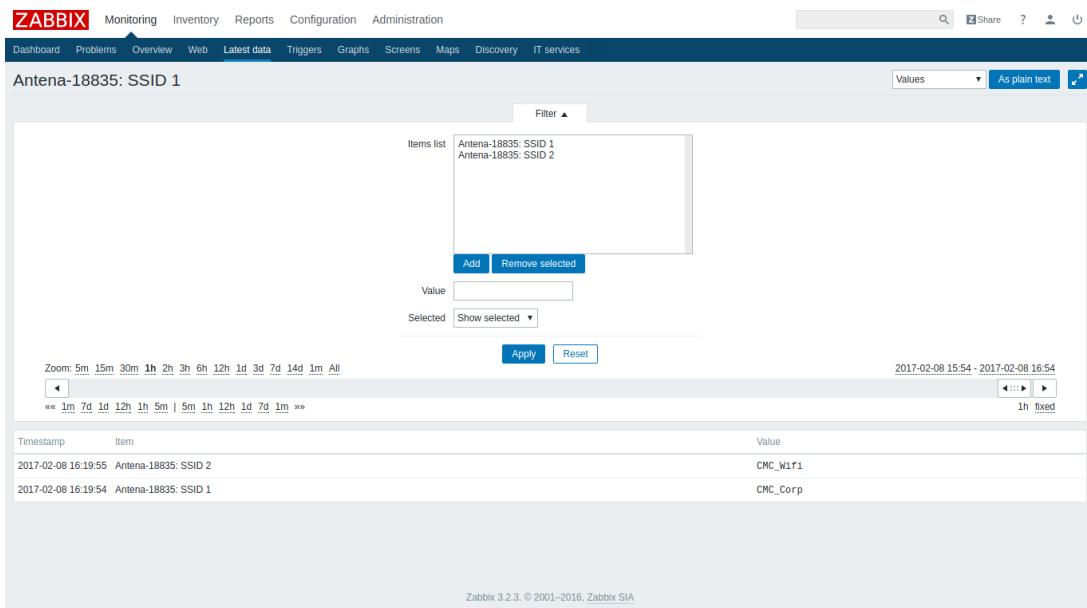 ZABBIX Monitoring Inventory Reports Configuration Administration Z Share ?
Dashboard Problems Overview Web Latest data Triggers Graphs Screens Maps Discovery IT services
Antena-18835: SSID 1 Values ▼ As plain text
Filter ▲
Items list Antena-18835: SSID 1
Antena-18835: SSID 2
Add Remove selected
Value
Selected Show selected ▼
Apply Reset
Zoom: 5m 15m 30m 1h 2h 3h 6h 12h 1d 3d 7d 14d 1m All 2017-02-08 15:54 - 2017-02-08 16:54
«« 1m 7d 1d 12h 1h 5m | 5m 1h 12h 1d 7d 1m »» 1h fixed
Timestamp Item Value
2017-02-08 16:19:55 Antena-18835: SSID 2 CMC_Wifi
2017-02-08 16:19:54 Antena-18835: SSID 1 CMC_Corp
Zabbix 3.2.3. © 2001–2016, Zabbix SIA